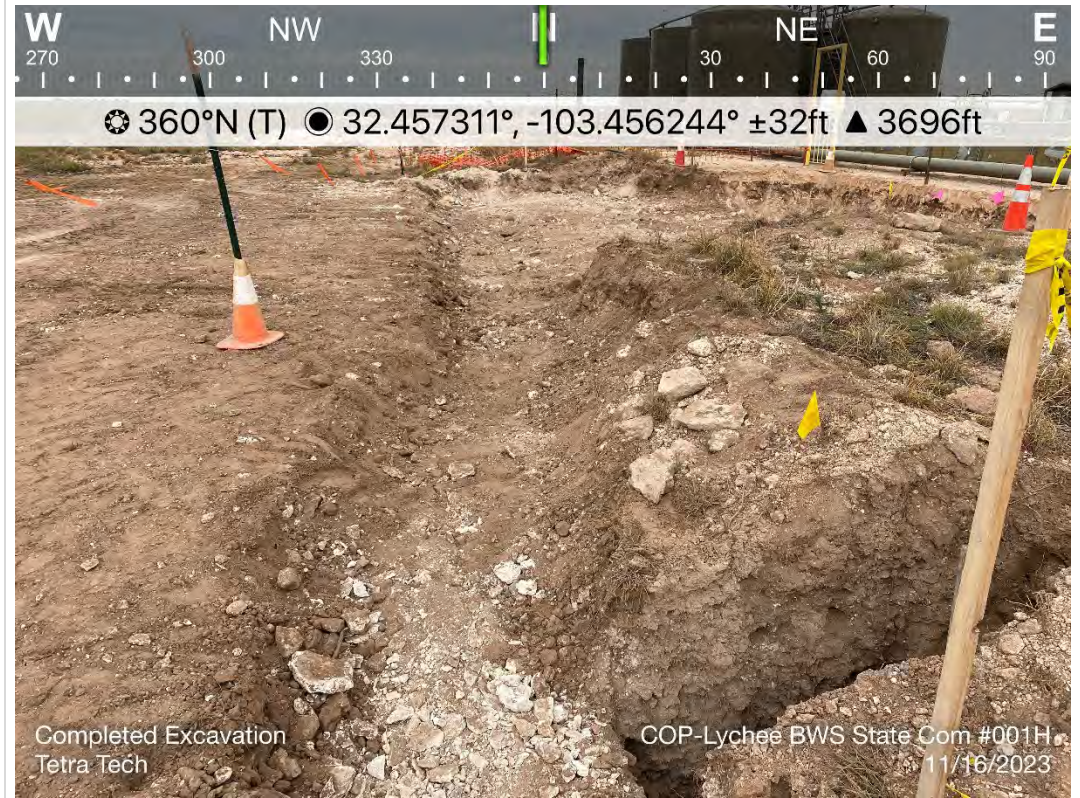 W NW N NE E
270 300 330 30 60 90
360°N (T) 32.457311°, -103.456244° ±32ft ▲ 3696ft
Completed Excavation
Tetra Tech
COP-Lychee BWS State Com #001H
11/16/2023